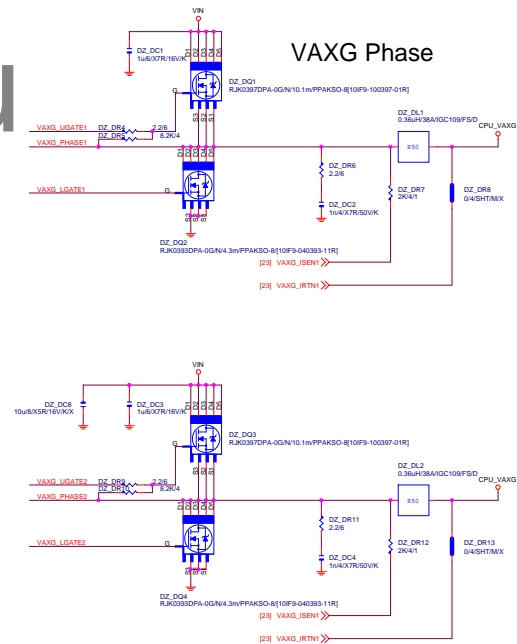 VAXG Phase
VIN
DZ_DC1
1u/6/X7R/16V/K
D1
D2
D3
D4
D5
DZ_DQ1
RJK0397DPA-0G/N/10.1m/PPAKSO-8[10IF9-100397-01R]
G
S3
S2
S1
VAXG_UGATE1
DZ_DR4
2.2/6
DZ_DR5
8.2K/4
VAXG_PHASE1
D1
D2
D3
D4
D5
VAXG_LGATE1
G
S3
S2
S1
DZ_DQ2
RJK0393DPA-0G/N/4.3m/PPAKSO-8/[10IF9-040393-11R]
DZ_DR6
2.2/6
DZ_DC2
1n/4/X7R/50V/K
DZ_DL1
0.36uH/38A/IGC109/FS/D
R50
CPU_VAXG
DZ_DR7
2K/4/1
DZ_DR8
0/4/SHT/M/X
[23] VAXG_ISEN1
[23] VAXG_IRTN1
VIN
DZ_DC8
10u/8/X5R/16V/K/X
DZ_DC3
1u/6/X7R/16V/K
D1
D2
D3
D4
D5
DZ_DQ3
RJK0397DPA-0G/N/10.1m/PPAKSO-8[10IF9-100397-01R]
G
S3
S2
S1
VAXG_UGATE2
DZ_DR9
2.2/6
DZ_DR10
8.2K/4
VAXG_PHASE2
D1
D2
D3
D4
D5
VAXG_LGATE2
G
S3
S2
S1
DZ_DQ4
RJK0393DPA-0G/N/4.3m/PPAKSO-8/[10IF9-040393-11R]
DZ_DR11
2.2/6
DZ_DC4
1n/4/X7R/50V/K
DZ_DL2
0.36uH/38A/IGC109/FS/D
R50
CPU_VAXG
DZ_DR12
2K/4/1
DZ_DR13
0/4/SHT/M/X
[23] VAXG_ISEN1
[23] VAXG_IRTN1